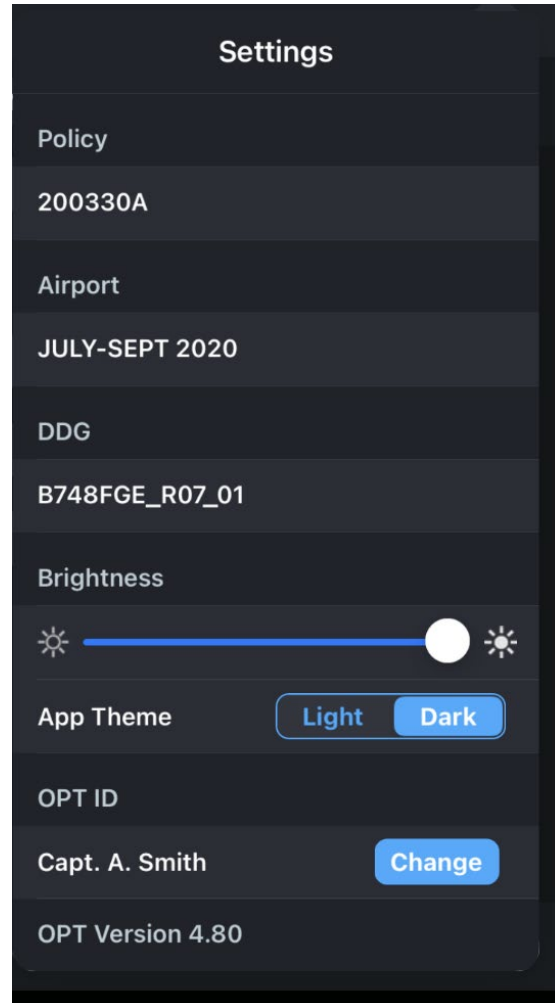 Settings
Policy
200330A
Airport
JULY-SEPT 2020
DDG
B748FGE_R07_01
Brightness
App Theme Light Dark
OPT ID
Capt. A. Smith Change
OPT Version 4.80